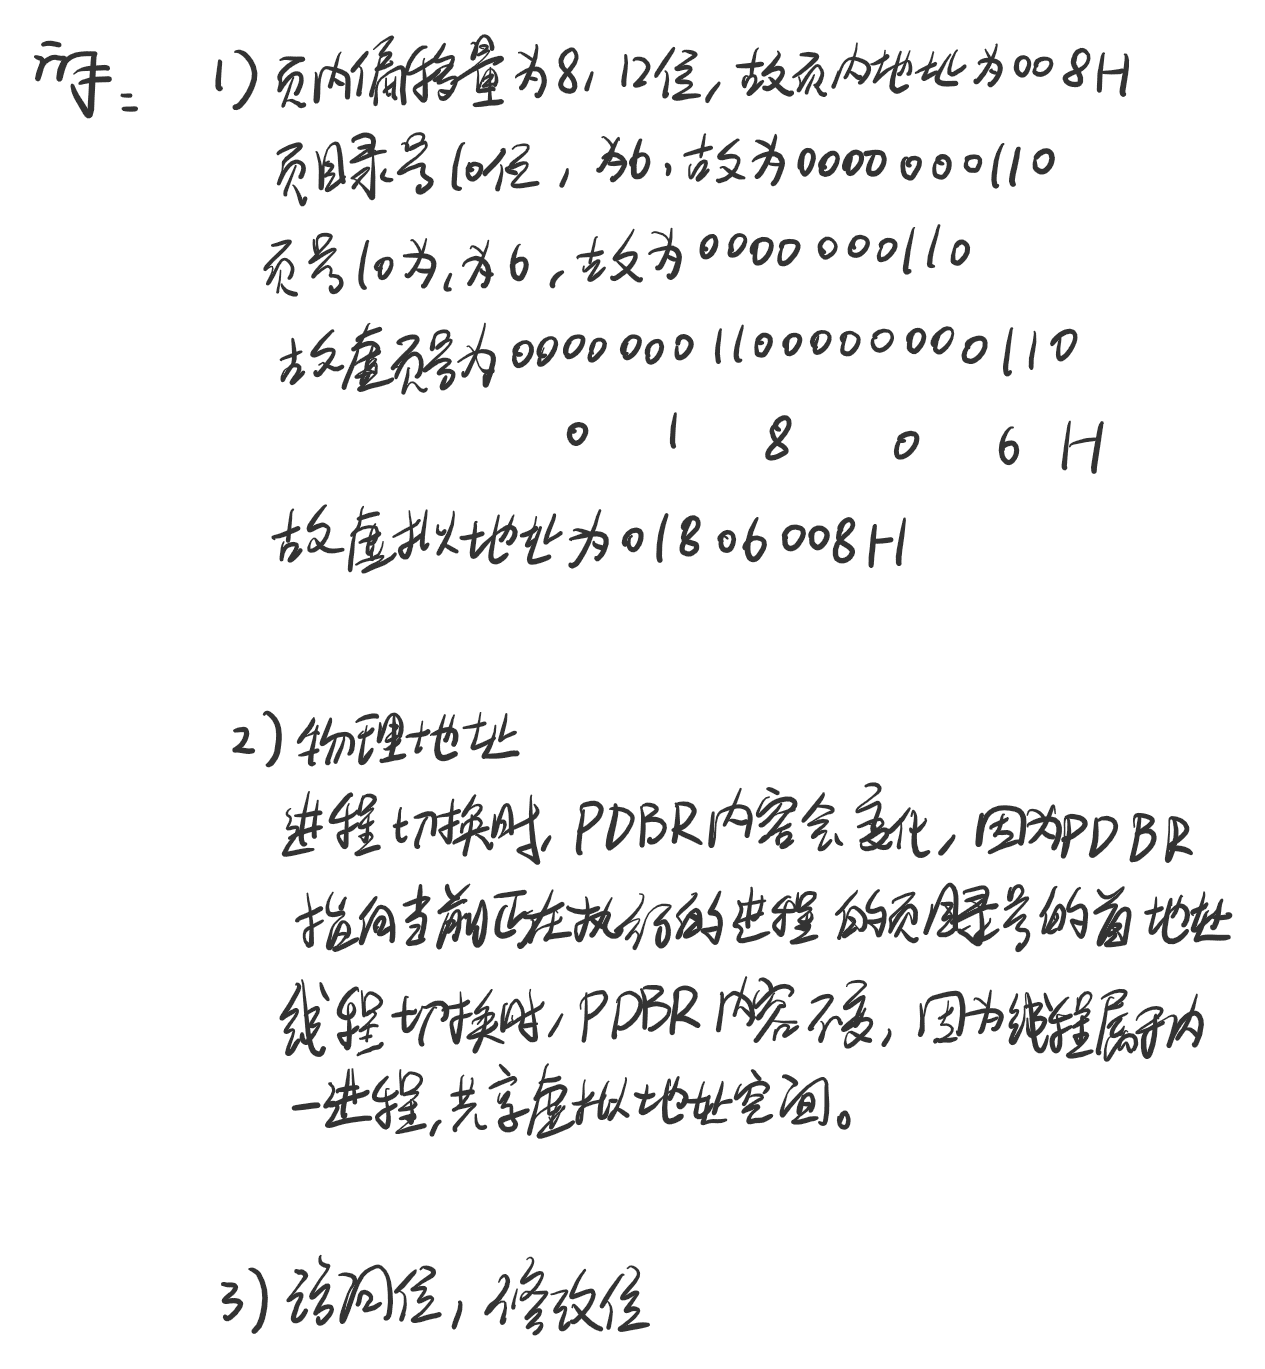 解: 1) 页内偏移量为8, 12位, 故页内地址为008H
页目录号10位, 为6, 故为0000000110
页号10为, 为6, 故为0000000110
故虚页号为00000001100000000110
0 1 8 0 6 H
故虚拟地址为01806008H
2) 物理地址
进程切换时, PDBR内容会变化, 因为PDBR
指向当前正在执行的进程的页目录号的首地址
线程切换时, PDBR内容不变, 因为线程属于内
一进程, 共享虚拟地址空间。
3) 访问位, 修改位